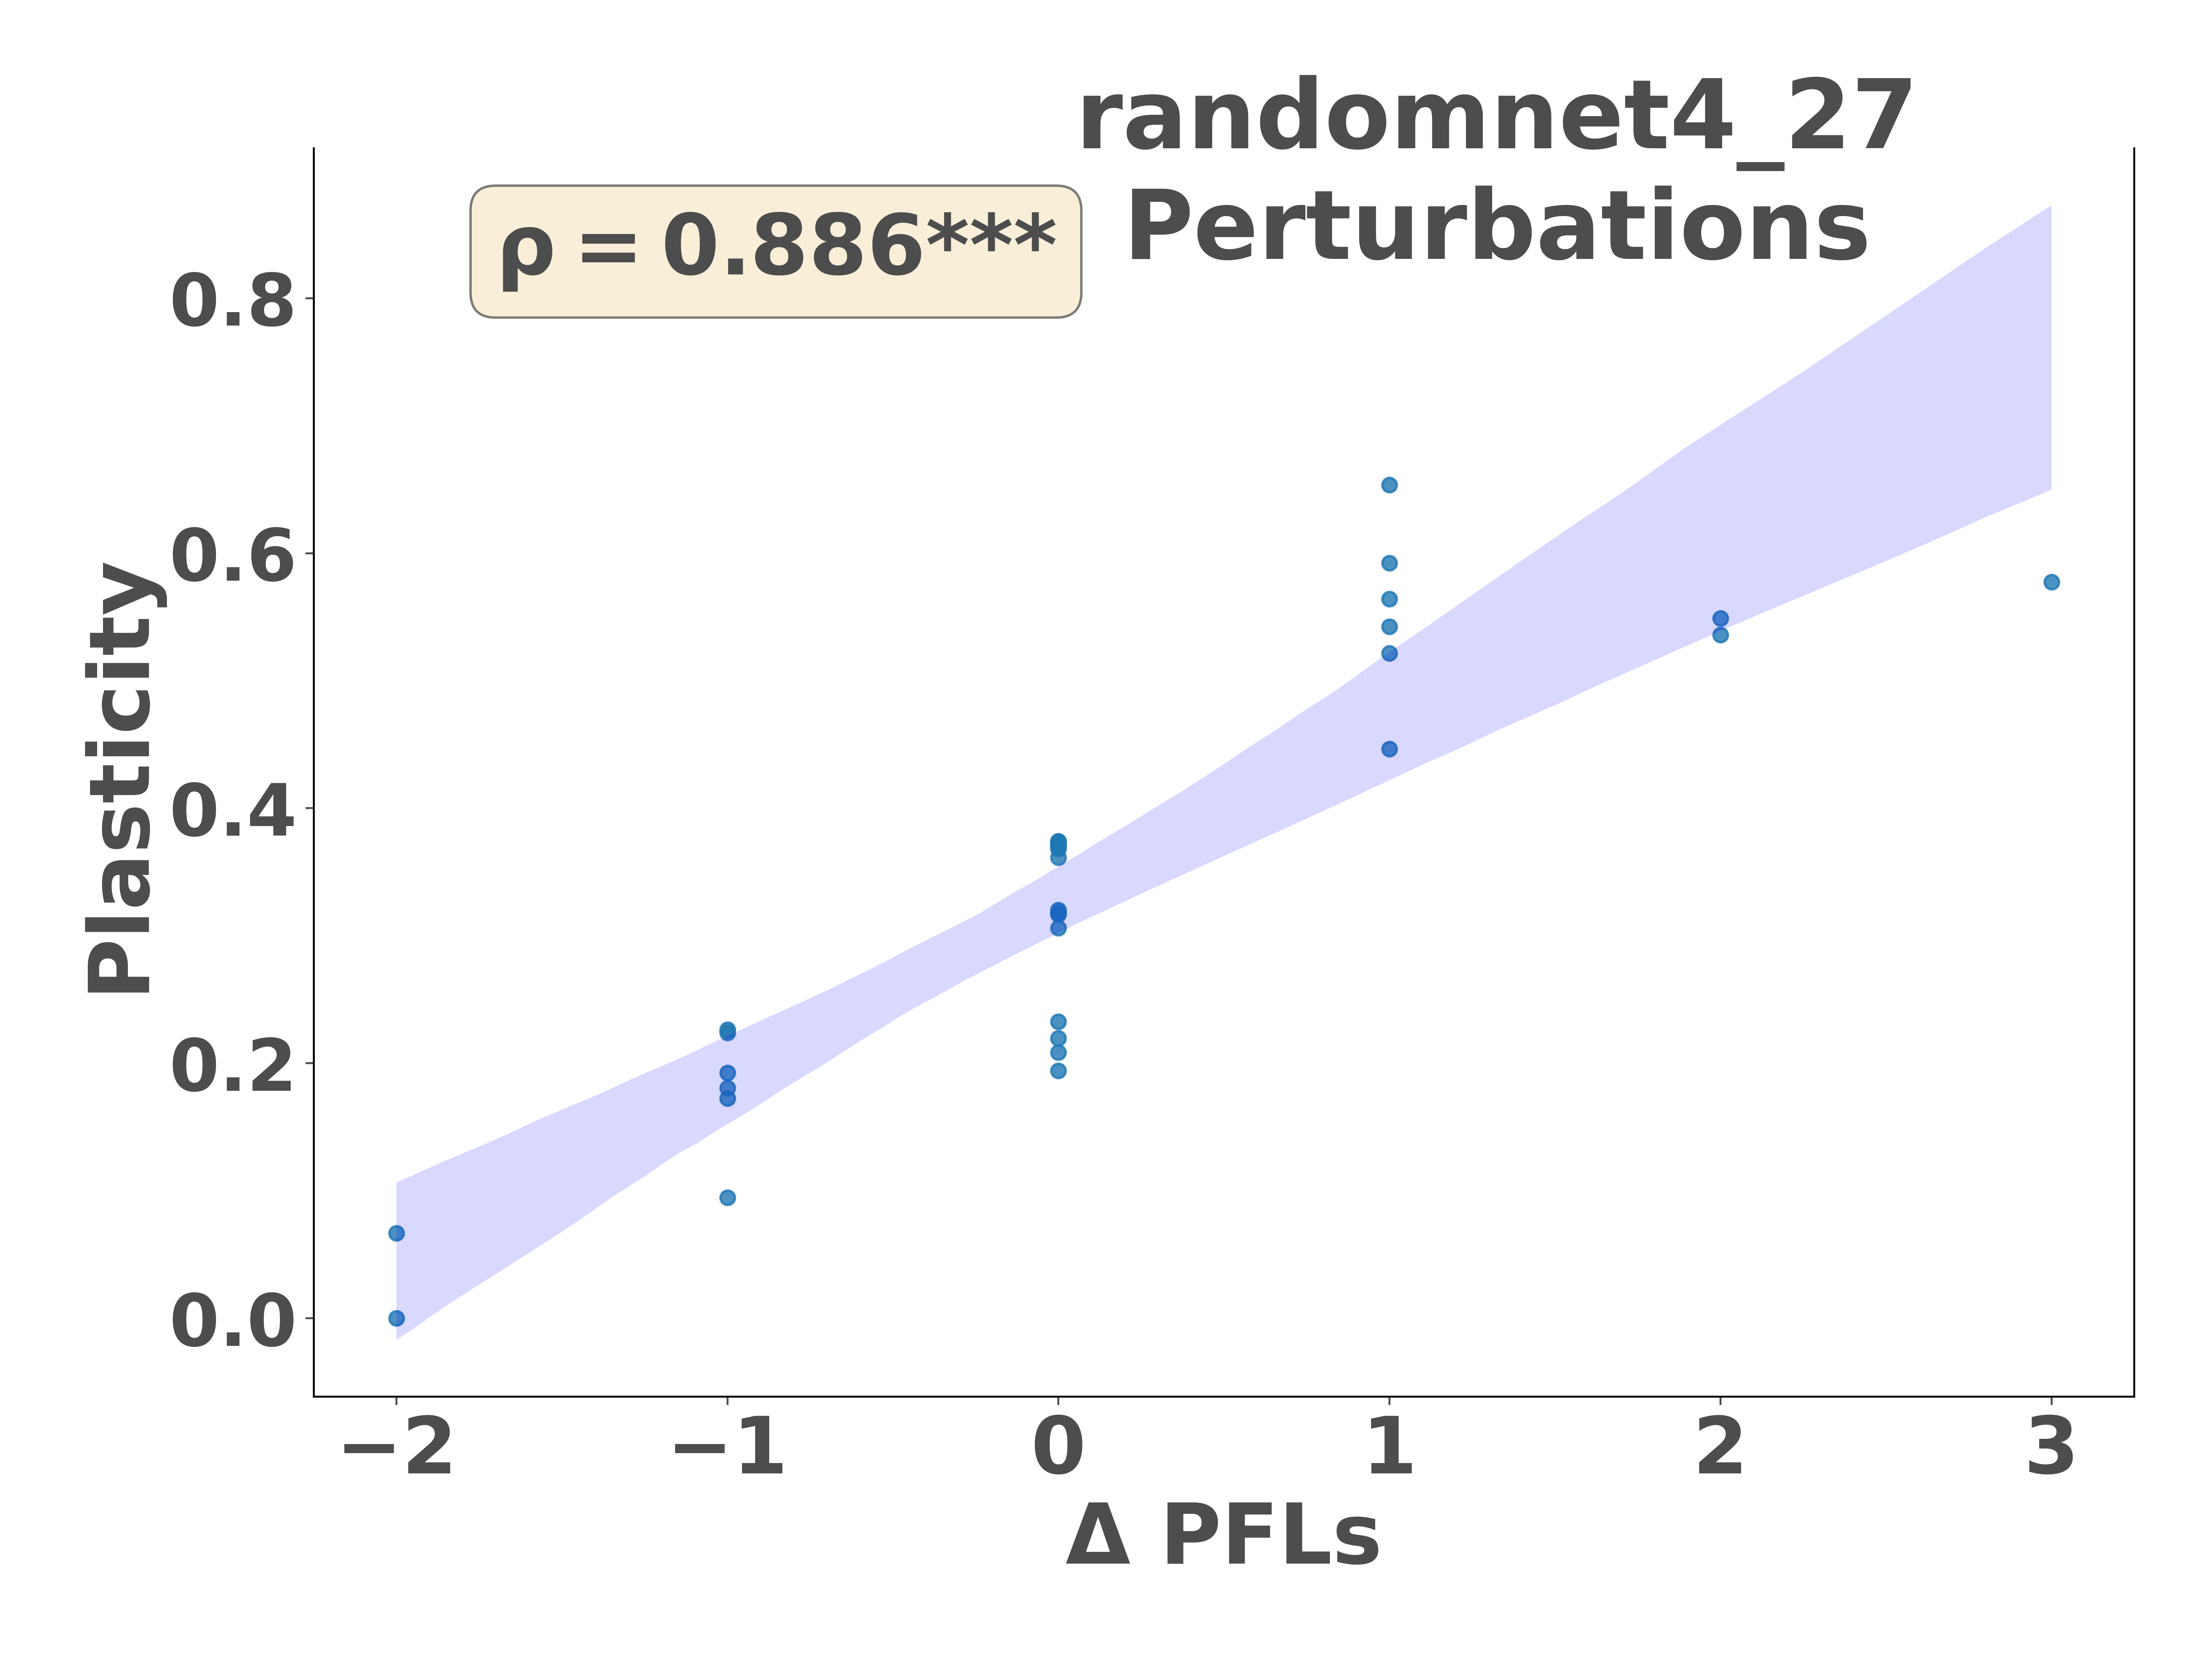 randomnet4_27
Perturbations
ρ = 0.886***
Plasticity
0.8
0.6
0.4
0.2
0.0
−2 −1 0 1 2 3
Δ PFLs